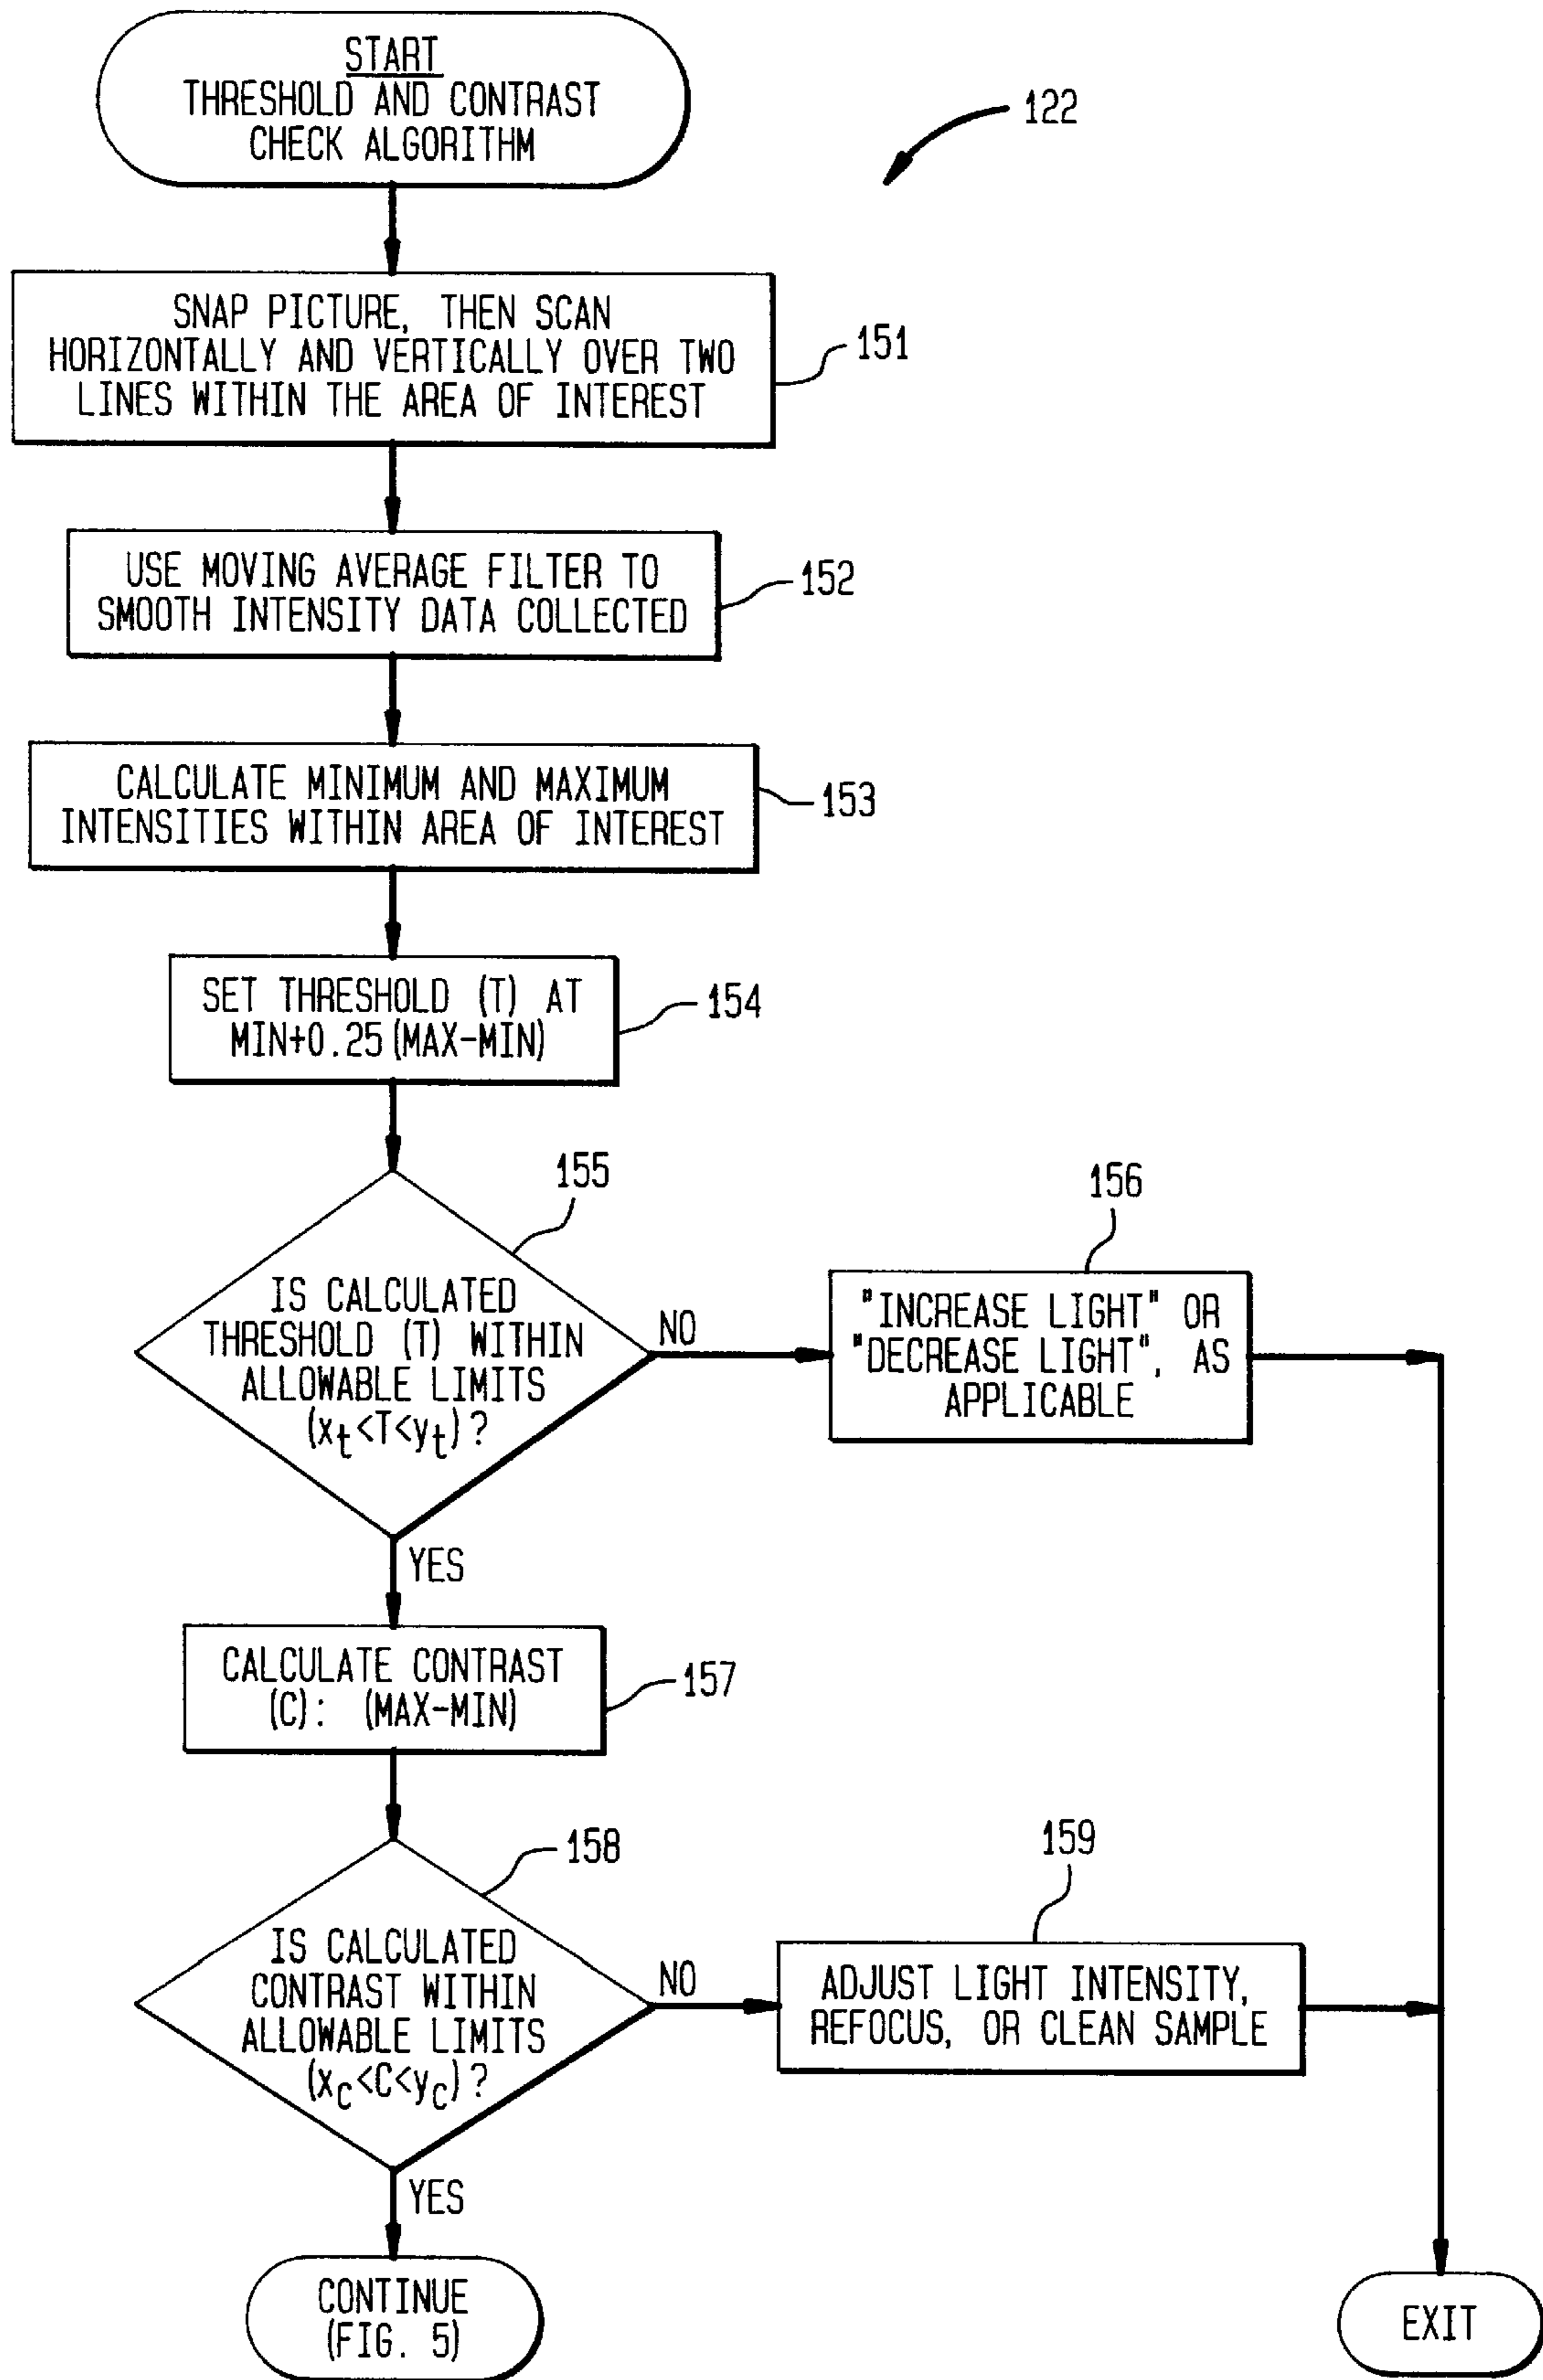 START
THRESHOLD AND CONTRAST
CHECK ALGORITHM
122
SNAP PICTURE, THEN SCAN
HORIZONTALLY AND VERTICALLY OVER TWO
LINES WITHIN THE AREA OF INTEREST
151
USE MOVING AVERAGE FILTER TO
SMOOTH INTENSITY DATA COLLECTED
152
CALCULATE MINIMUM AND MAXIMUM
INTENSITIES WITHIN AREA OF INTEREST
153
SET THRESHOLD (T) AT
MIN+0.25(MAX-MIN)
154
155
IS CALCULATED
THRESHOLD (T) WITHIN
ALLOWABLE LIMITS
(xt<T<yt)?
NO
156
"INCREASE LIGHT" OR
"DECREASE LIGHT", AS
APPLICABLE
YES
CALCULATE CONTRAST
(C): (MAX-MIN)
157
158
IS CALCULATED
CONTRAST WITHIN
ALLOWABLE LIMITS
(xc<C<yc)?
NO
159
ADJUST LIGHT INTENSITY,
REFOCUS, OR CLEAN SAMPLE
YES
CONTINUE
(FIG. 5)
EXIT